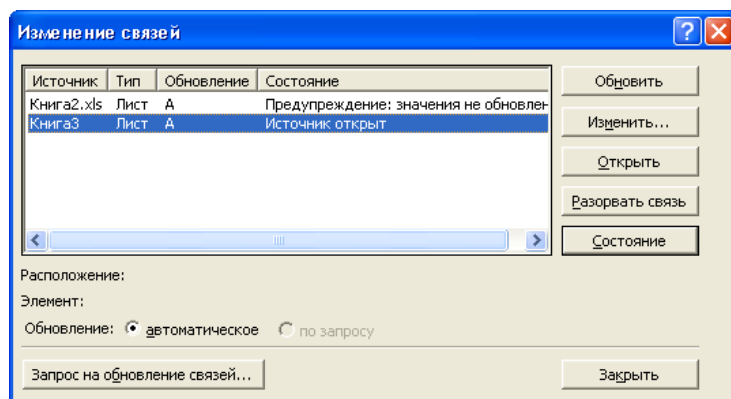 Изменение связей
Источник Тип Обновление Состояние
Книга2.xls Лист А Предупреждение: значения не обновлен
Книга3 Лист А Источник открыт
Обновить
Изменить...
Открыть
Разорвать связь
Состояние
Расположение:
Элемент:
Обновление: автоматическое по запросу
Запрос на обновление связей... Закрыть